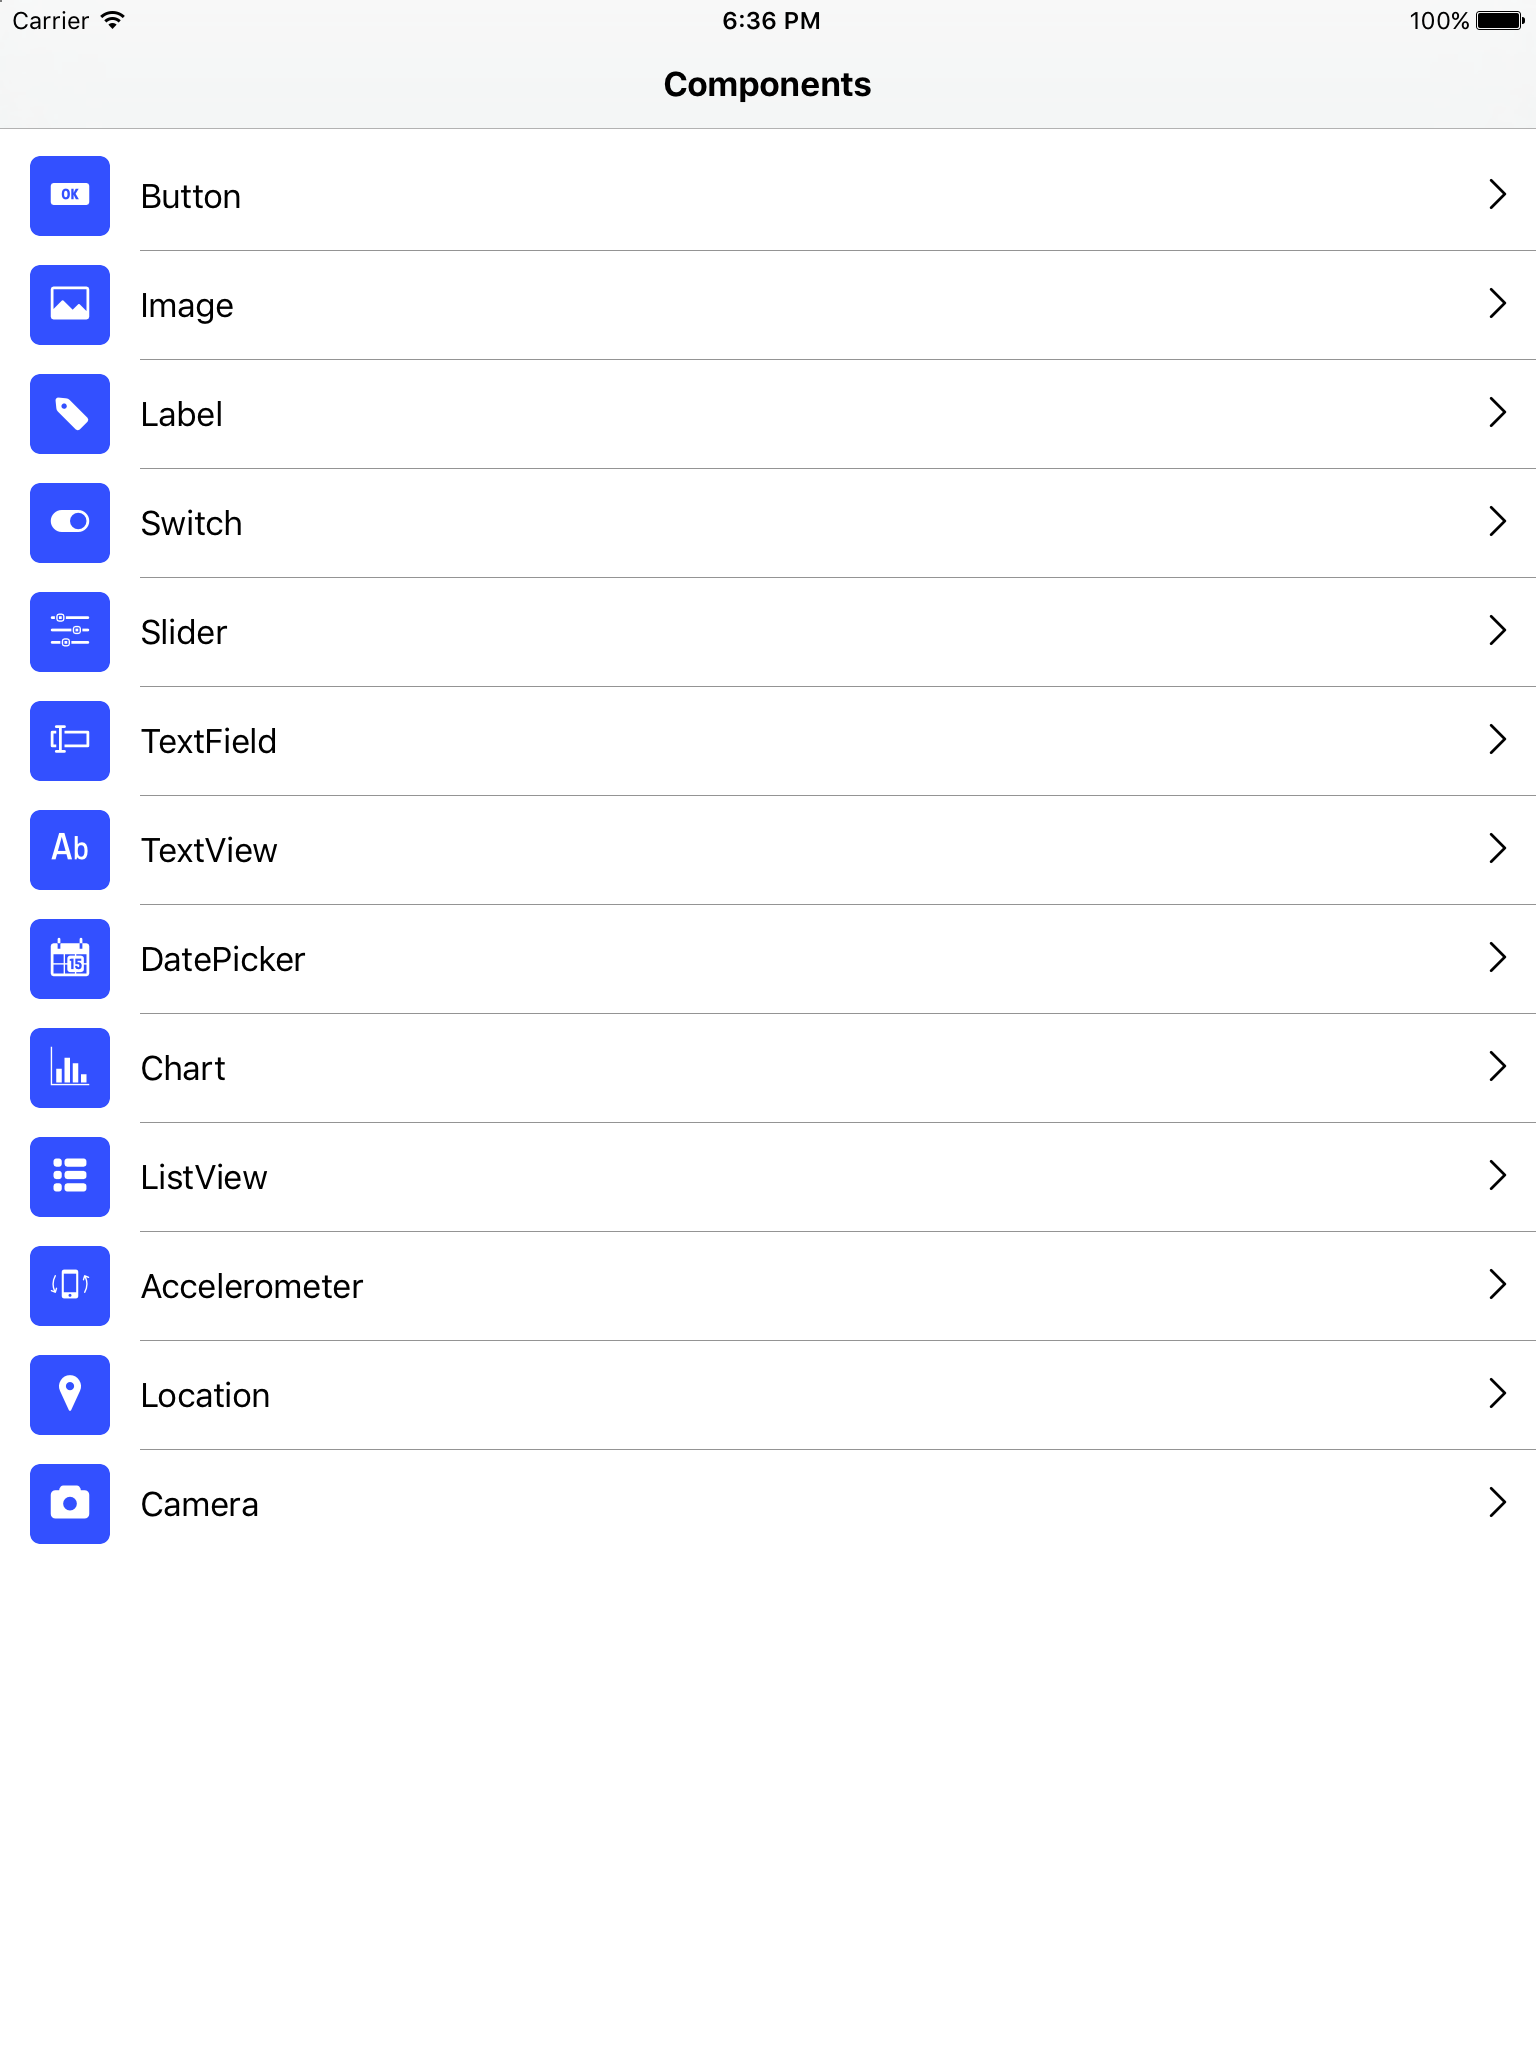 Carrier 6:36 PM 100%
Components
OK Button
Image
Label
Switch
Slider
TextField
Ab TextView
15 DatePicker
Chart
ListView
Accelerometer
Location
Camera